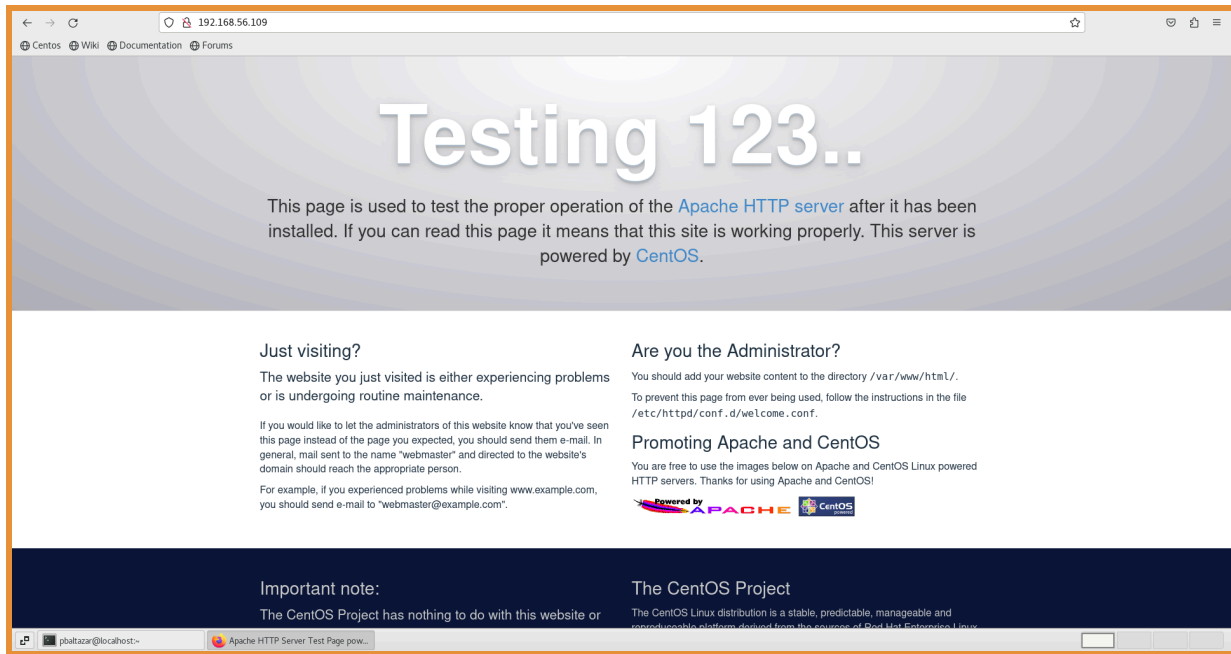 192.168.56.109
Centos Wiki Documentation Forums
Testing 123..
This page is used to test the proper operation of the Apache HTTP server after it has been
installed. If you can read this page it means that this site is working properly. This server is
powered by CentOS.
Just visiting?
The website you just visited is either experiencing problems
or is undergoing routine maintenance.
If you would like to let the administrators of this website know that you've seen
this page instead of the page you expected, you should send them e-mail. In
general, mail sent to the name "webmaster" and directed to the website's
domain should reach the appropriate person.
For example, if you experienced problems while visiting www.example.com,
you should send e-mail to "webmaster@example.com".
Are you the Administrator?
You should add your website content to the directory /var/www/html/.
To prevent this page from ever being used, follow the instructions in the file
/etc/httpd/conf.d/welcome.conf.
Promoting Apache and CentOS
You are free to use the images below on Apache and CentOS Linux powered
HTTP servers. Thanks for using Apache and CentOS!
Powered by
APACHE
CentOS
powered
Important note:
The CentOS Project has nothing to do with this website or
The CentOS Project
The CentOS Linux distribution is a stable, predictable, manageable and
reproduceable platform derived from the sources of Red Hat Enterprise Linux
pbaltazar@localhost:~
Apache HTTP Server Test Page pow...